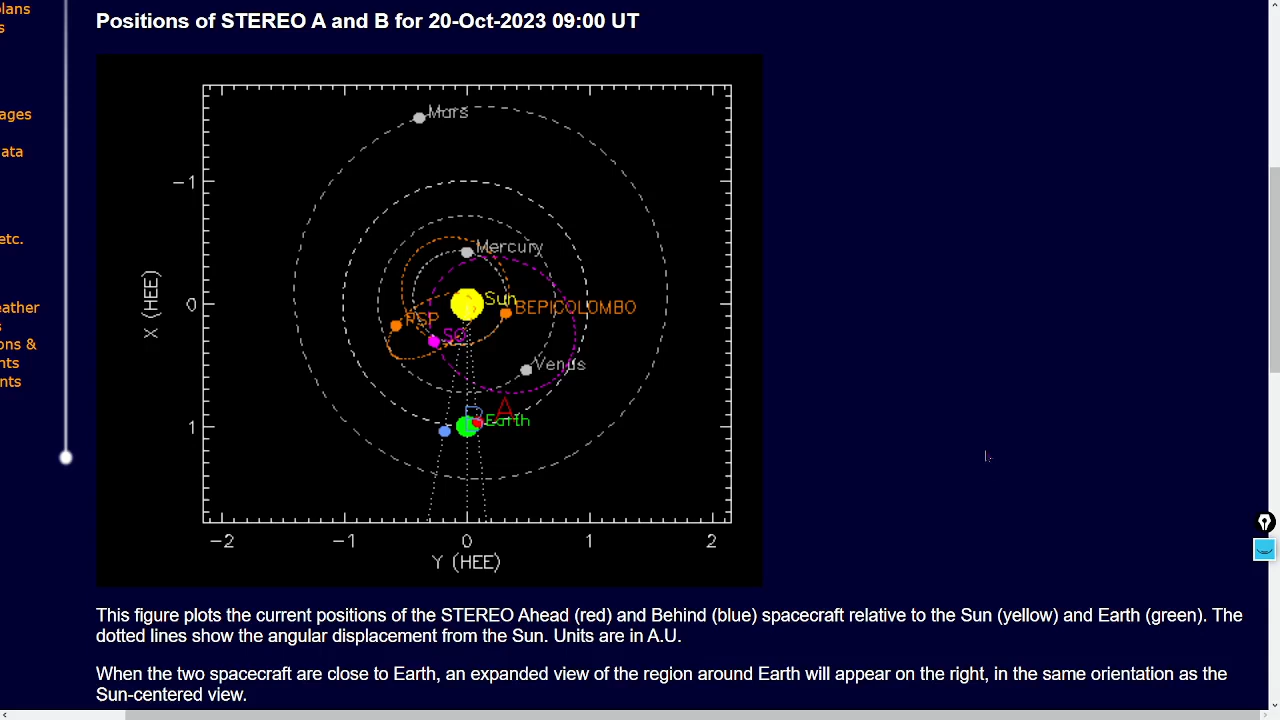 lans
s
ages
ata
etc.
eather
s
ons &
nts
nts
Positions of STEREO A and B for 20-Oct-2023 09:00 UT
Mars
Mercury
Sun
BEPICOLOMBO
PSP
SO
Venus
B
A
Earth
X (HEE)
−1
0
1
−2
−1
0
1
2
Y (HEE)
This figure plots the current positions of the STEREO Ahead (red) and Behind (blue) spacecraft relative to the Sun (yellow) and Earth (green). The
dotted lines show the angular displacement from the Sun. Units are in A.U.
When the two spacecraft are close to Earth, an expanded view of the region around Earth will appear on the right, in the same orientation as the
Sun-centered view.